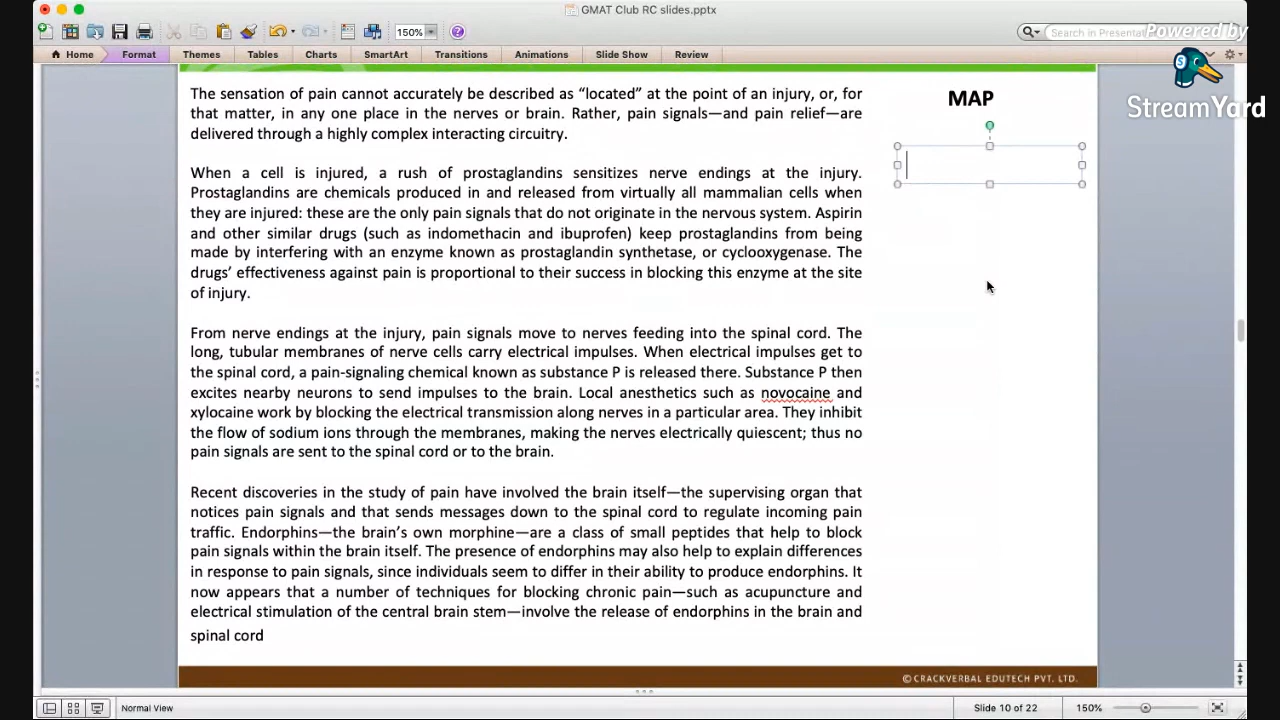 GMAT Club RC slides.pptx
150%
Search in Presentat
Powered by
StreamYard
Home
Format
Themes
Tables
Charts
SmartArt
Transitions
Animations
Slide Show
Review
The sensation of pain cannot accurately be described as “located” at the point of an injury, or, for
that matter, in any one place in the nerves or brain. Rather, pain signals—and pain relief—are
delivered through a highly complex interacting circuitry.
MAP
When a cell is injured, a rush of prostaglandins sensitizes nerve endings at the injury.
Prostaglandins are chemicals produced in and released from virtually all mammalian cells when
they are injured: these are the only pain signals that do not originate in the nervous system. Aspirin
and other similar drugs (such as indomethacin and ibuprofen) keep prostaglandins from being
made by interfering with an enzyme known as prostaglandin synthetase, or cyclooxygenase. The
drugs’ effectiveness against pain is proportional to their success in blocking this enzyme at the site
of injury.
From nerve endings at the injury, pain signals move to nerves feeding into the spinal cord. The
long, tubular membranes of nerve cells carry electrical impulses. When electrical impulses get to
the spinal cord, a pain-signaling chemical known as substance P is released there. Substance P then
excites nearby neurons to send impulses to the brain. Local anesthetics such as novocaine and
xylocaine work by blocking the electrical transmission along nerves in a particular area. They inhibit
the flow of sodium ions through the membranes, making the nerves electrically quiescent; thus no
pain signals are sent to the spinal cord or to the brain.
Recent discoveries in the study of pain have involved the brain itself—the supervising organ that
notices pain signals and that sends messages down to the spinal cord to regulate incoming pain
traffic. Endorphins—the brain’s own morphine—are a class of small peptides that help to block
pain signals within the brain itself. The presence of endorphins may also help to explain differences
in response to pain signals, since individuals seem to differ in their ability to produce endorphins. It
now appears that a number of techniques for blocking chronic pain—such as acupuncture and
electrical stimulation of the central brain stem—involve the release of endorphins in the brain and
spinal cord
© CRACKVERBAL EDUTECH PVT. LTD.
Normal View
Slide 10 of 22
150%